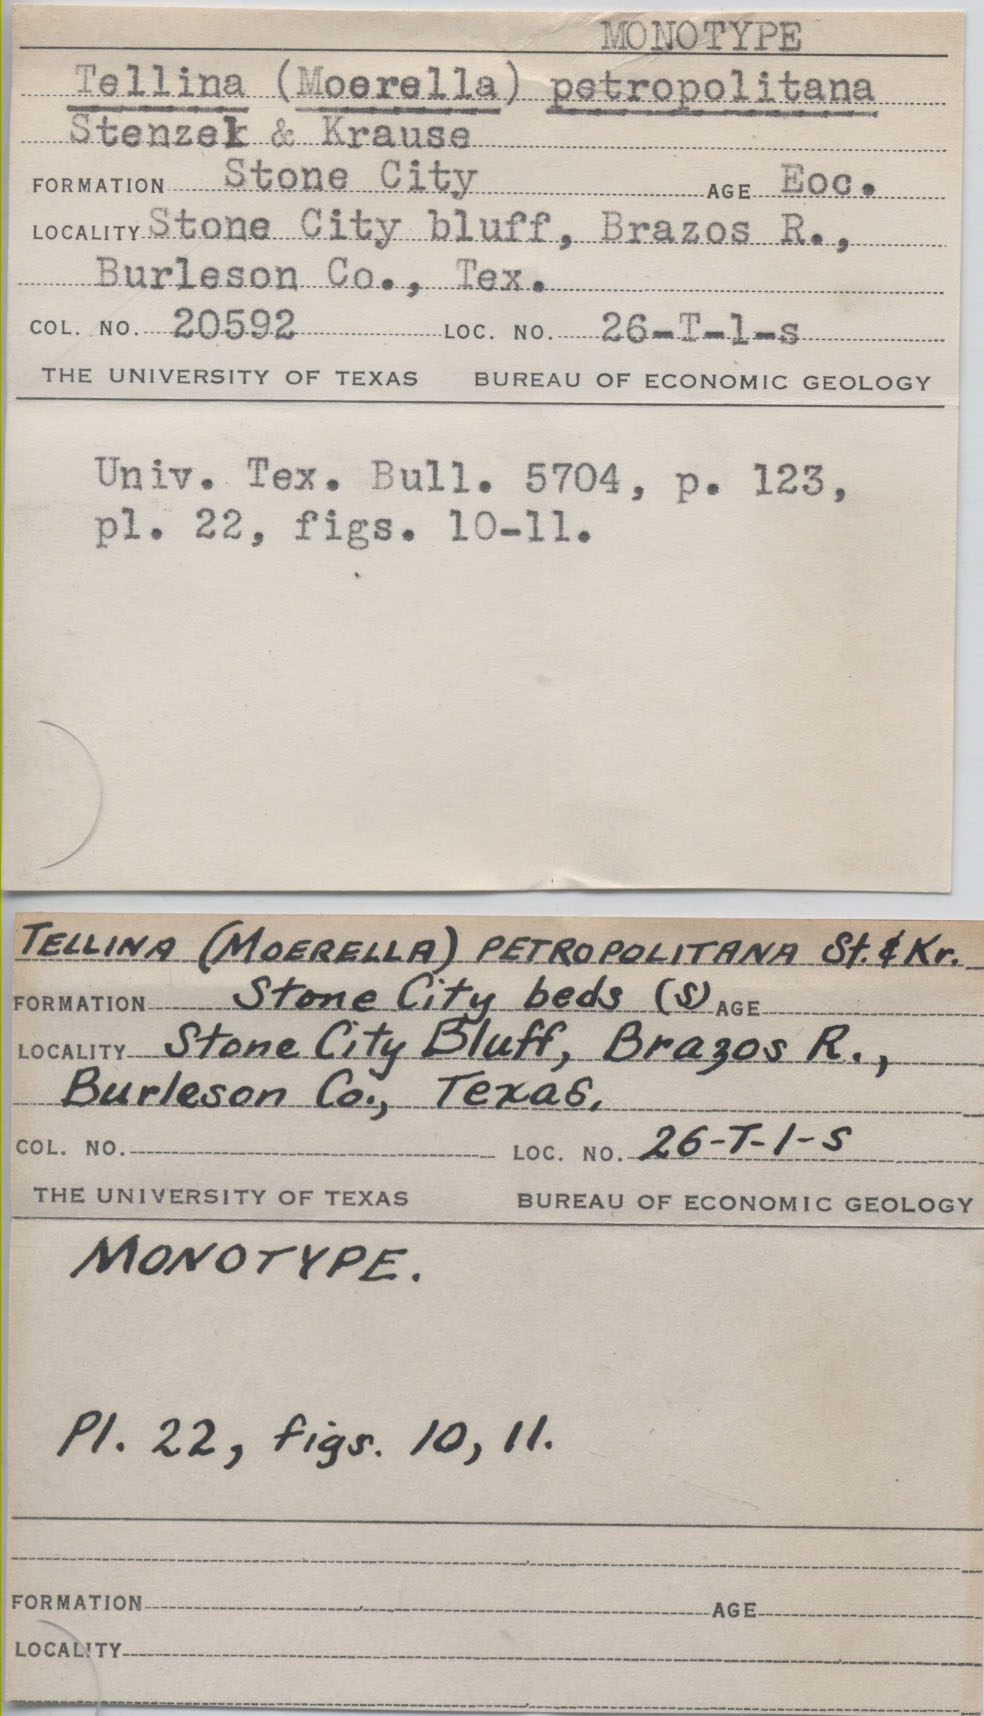 MONOTYPE
Tellina (Moerella) petropolitana
Stenzek & Krause
FORMATION Stone City AGE Eoc.
LOCALITY Stone City bluff, Brazos R.,
Burleson Co., Tex.
COL. NO. 20592 LOC. NO. 26-T-1-s
THE UNIVERSITY OF TEXAS BUREAU OF ECONOMIC GEOLOGY
Univ. Tex. Bull. 5704, p. 123,
pl. 22, figs. 10-11.
TELLINA (MOERELLA) PETROPOLITANA St. & Kr.
FORMATION Stone City beds (S) AGE
LOCALITY Stone City Bluff, Brazos R.,
Burleson Co., Texas.
COL. NO. LOC. NO. 26-T-1-S
THE UNIVERSITY OF TEXAS BUREAU OF ECONOMIC GEOLOGY
MONOTYPE.
Pl. 22, figs. 10, 11.
FORMATION AGE
LOCALITY